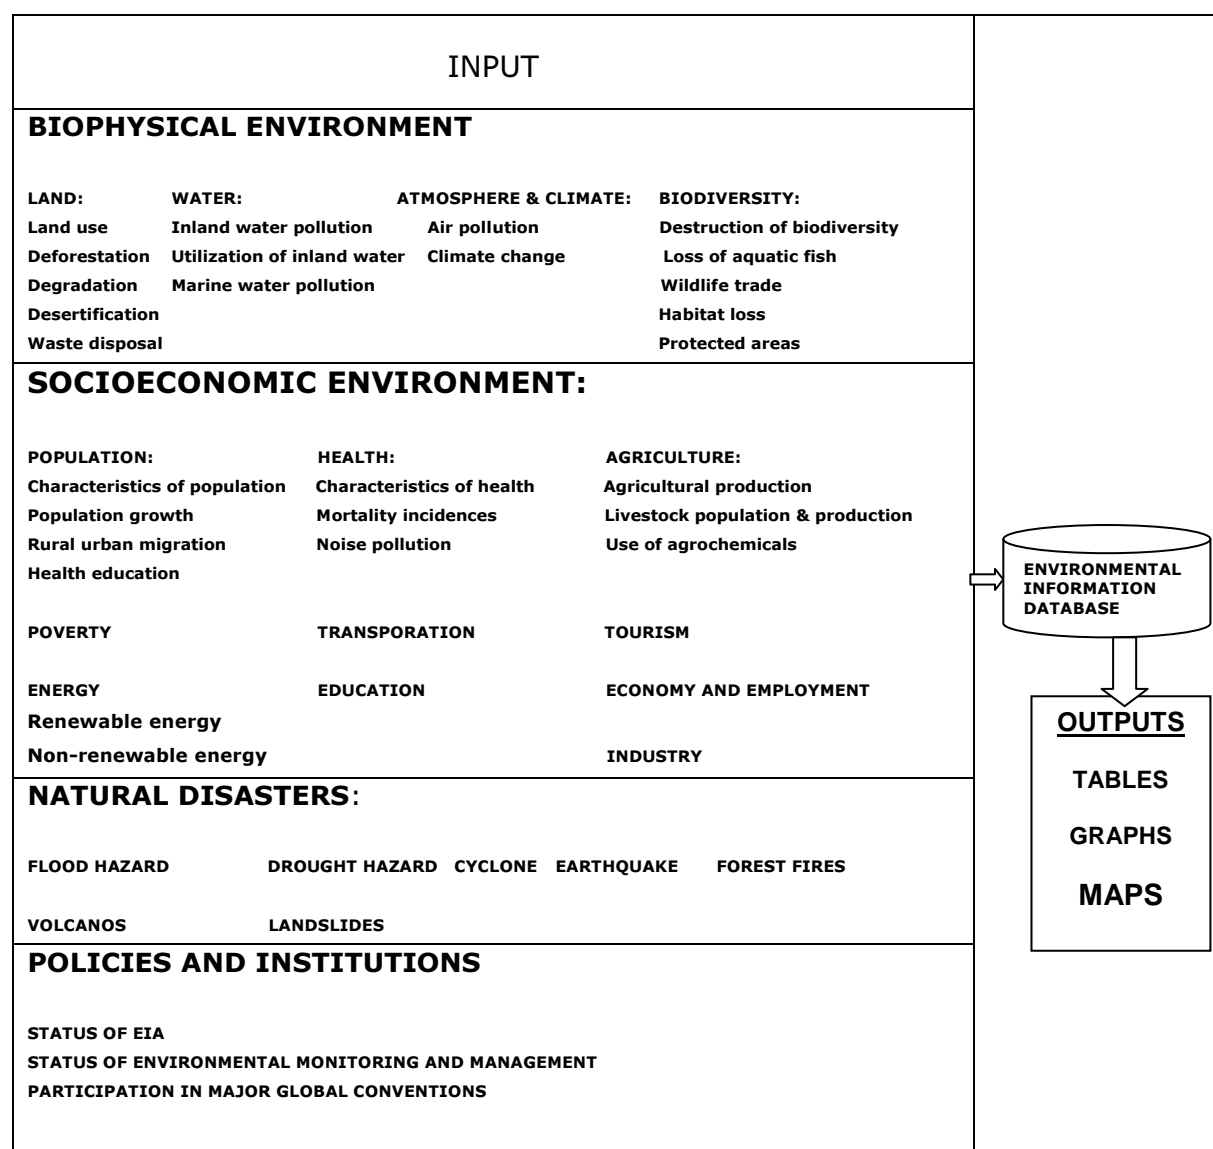 INPUT
BIOPHYSICAL ENVIRONMENT
LAND: WATER: ATMOSPHERE & CLIMATE: BIODIVERSITY:
Land use Inland water pollution Air pollution Destruction of biodiversity
Deforestation Utilization of inland water Climate change Loss of aquatic fish
Degradation Marine water pollution Wildlife trade
Desertification Habitat loss
Waste disposal Protected areas
SOCIOECONOMIC ENVIRONMENT:
POPULATION: HEALTH: AGRICULTURE:
Characteristics of population Characteristics of health Agricultural production
Population growth Mortality incidences Livestock population & production
Rural urban migration Noise pollution Use of agrochemicals
Health education
POVERTY TRANSPORATION TOURISM
ENERGY EDUCATION ECONOMY AND EMPLOYMENT
Renewable energy
Non-renewable energy INDUSTRY
NATURAL DISASTERS:
FLOOD HAZARD DROUGHT HAZARD CYCLONE EARTHQUAKE FOREST FIRES
VOLCANOS LANDSLIDES
POLICIES AND INSTITUTIONS
STATUS OF EIA
STATUS OF ENVIRONMENTAL MONITORING AND MANAGEMENT
PARTICIPATION IN MAJOR GLOBAL CONVENTIONS
ENVIRONMENTAL
INFORMATION
DATABASE
OUTPUTS
TABLES
GRAPHS
MAPS